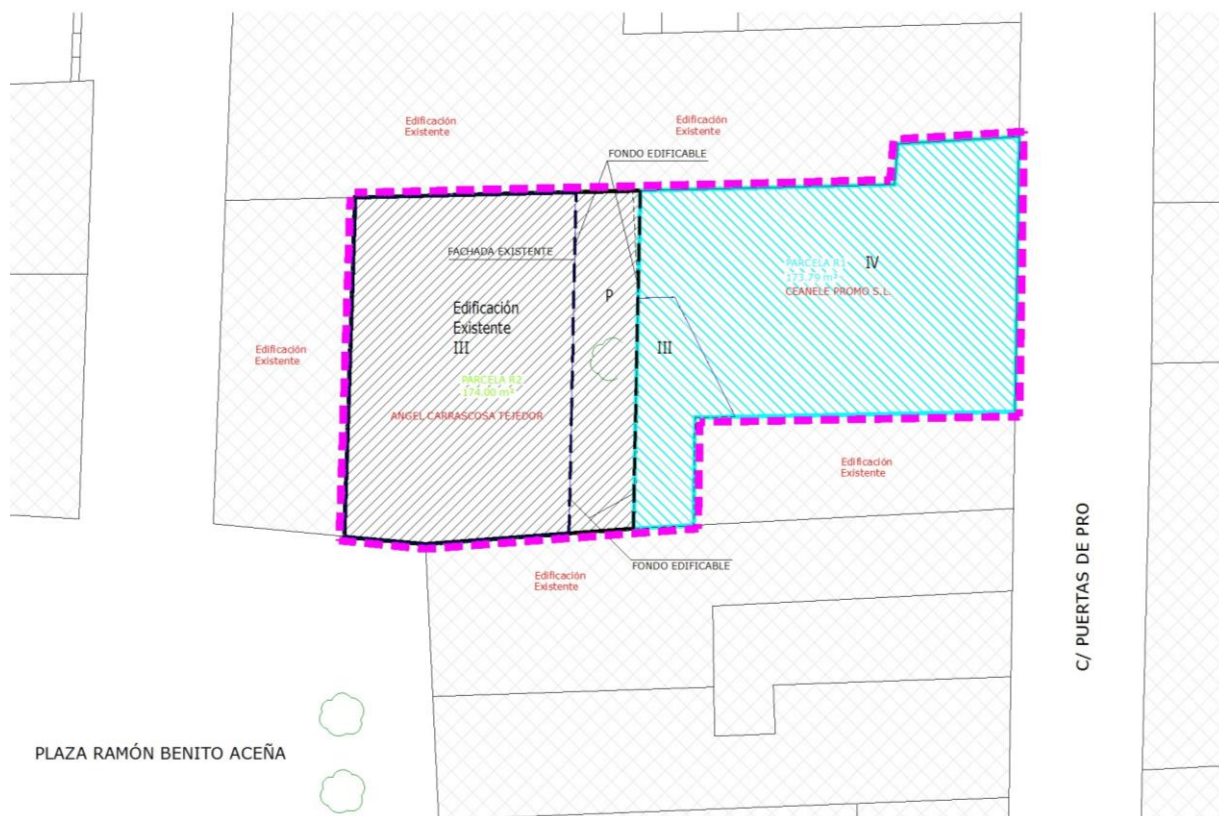 Edificación
Existente
Edificación
Existente
FONDO EDIFICABLE
FACHADA EXISTENTE
PARCELA R1
173.79 m²
IV
CEANELE PROMO S.L.
P
Edificación
Existente
III
III
Edificación
Existente
PARCELA R2
174.00 m²
ANGEL CARRASCOSA TEJEDOR
Edificación
Existente
FONDO EDIFICABLE
Edificación
Existente
C/ PUERTAS DE PRO
PLAZA RAMÓN BENITO ACEÑA